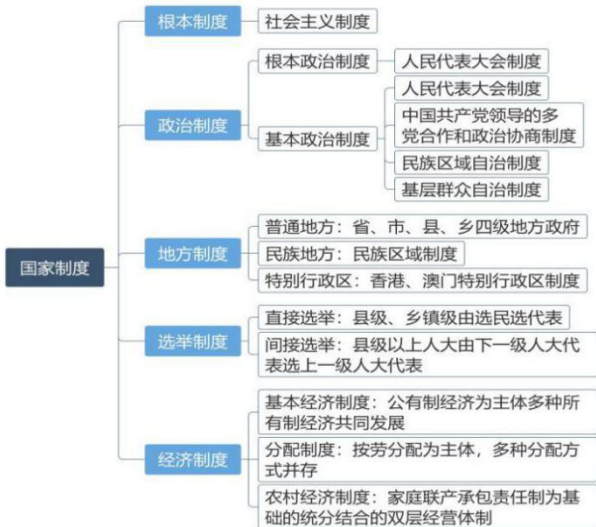 国家制度
根本制度
社会主义制度
政治制度
根本政治制度
人民代表大会制度
基本政治制度
人民代表大会制度
中国共产党领导的多
党合作和政治协商制度
民族区域自治制度
基层群众自治制度
地方制度
普通地方：省、市、县、乡四级地方政府
民族地方：民族区域制度
特别行政区：香港、澳门特别行政区制度
选举制度
直接选举：县级、乡镇级由选民选代表
间接选举：县级以上人大由下一级人大代
表选上一级人大代表
经济制度
基本经济制度：公有制经济为主体多种所
有制经济共同发展
分配制度：按劳分配为主体，多种分配方
式并存
农村经济制度：家庭联产承包责任制为基
础的统分结合的双层经营体制